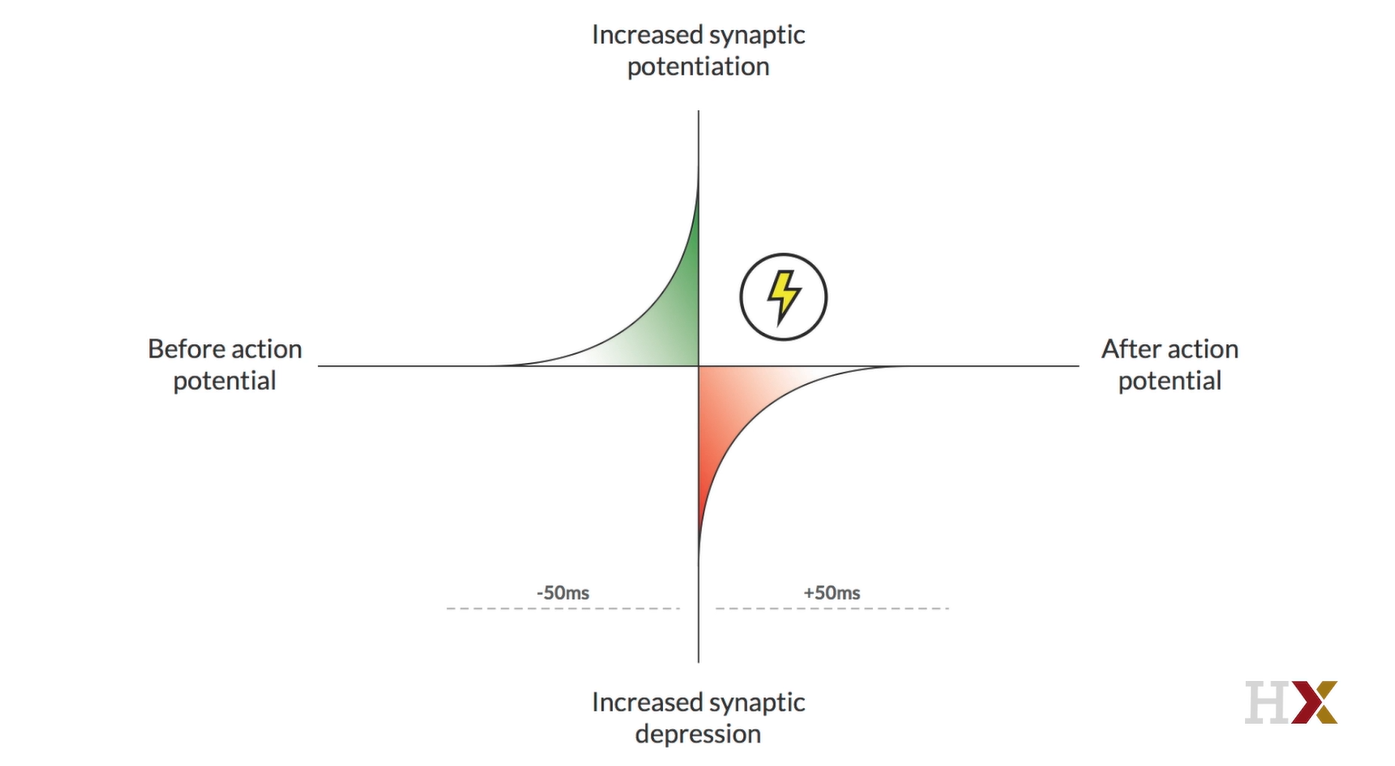 Increased synaptic
potentiation
Before action
potential
After action
potential
-50ms
+50ms
Increased synaptic
depression
HX